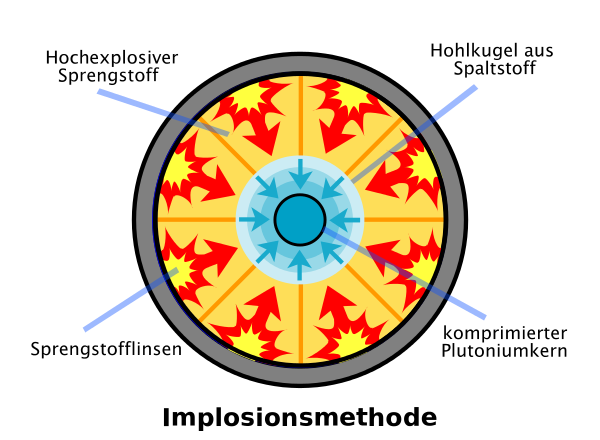 Hochexplosiver
Sprengstoff
Hohlkugel aus
Spaltstoff
Sprengstofflinsen
komprimierter
Plutoniumkern
Implosionsmethode